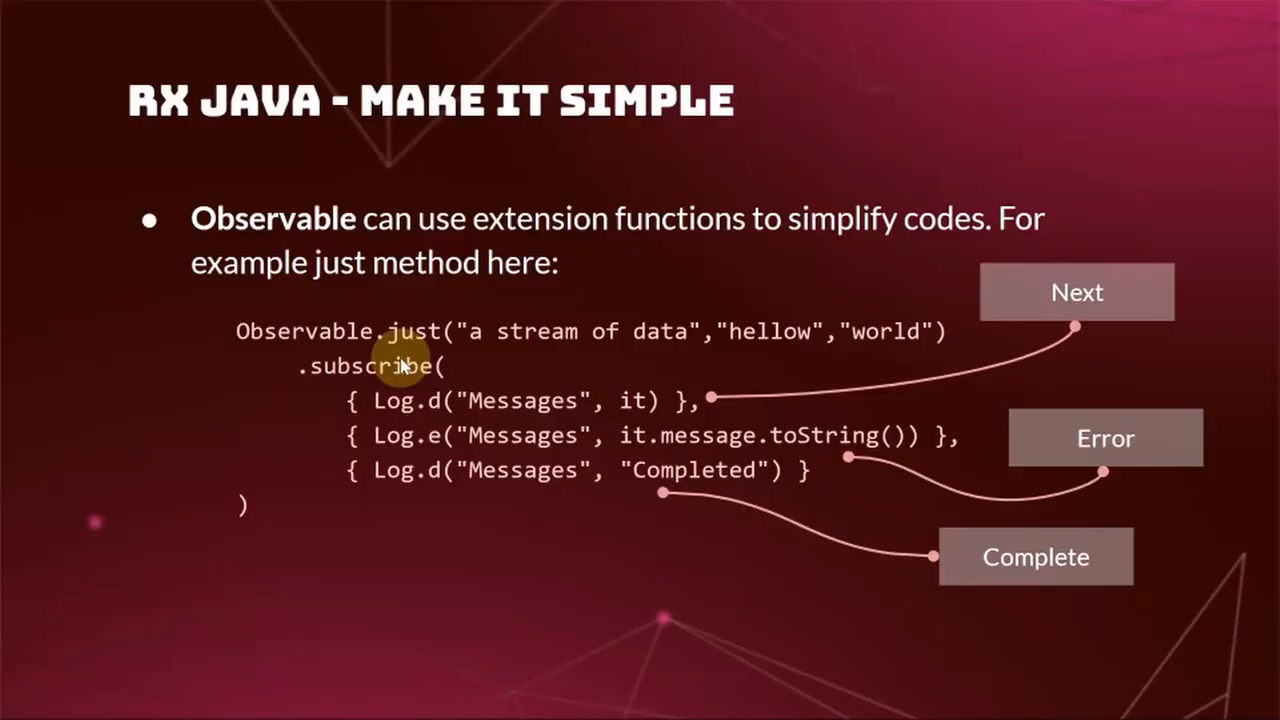 RX JAVA - MAKE IT SIMPLE
● Observable can use extension functions to simplify codes. For
example just method here:
Next
Observable.just("a stream of data","hellow","world")
.subscribe(
{ Log.d("Messages", it) },
{ Log.e("Messages", it.message.toString()) },
Error
{ Log.d("Messages", "Completed") }
)
Complete